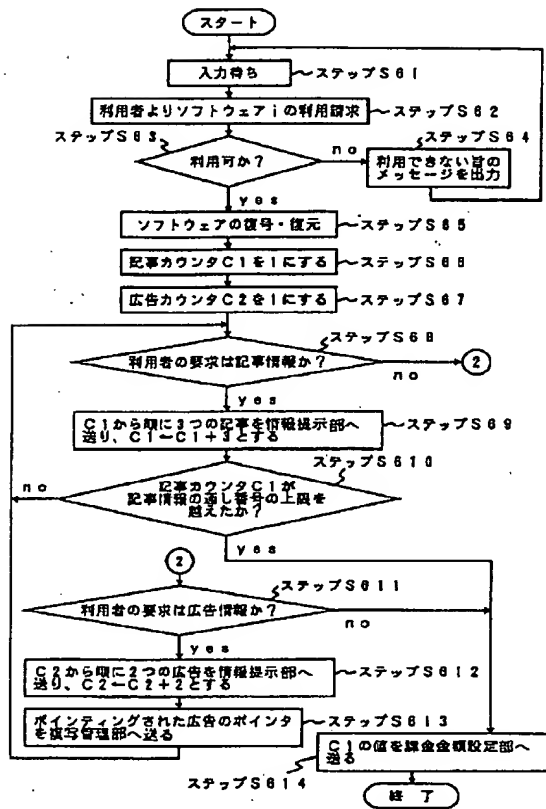 スタート
入力待ち
ステップS61
利用者よりソフトウェアiの利用請求
ステップS62
ステップS63
利用可か?
no
ステップS64
利用できない旨の
メッセージを出力
yes
ソフトウェアの復号・復元
ステップS65
記事カウンタC1を1にする
ステップS66
広告カウンタC2を1にする
ステップS67
ステップS68
利用者の要求は記事情報か?
no
2
yes
C1から順に3つの記事を情報提示部へ
送り、C1←C1+3とする
ステップS69
ステップS610
no
記事カウンタC1が
記事情報の通し番号の上限を
越えたか?
yes
2
ステップS611
利用者の要求は広告情報か?
no
yes
C2から順に2つの広告を情報提示部へ
送り、C2←C2+2とする
ステップS612
ポインティングされた広告のポインタ
を複写管理部へ送る
ステップS613
C1の値を課金金額設定部へ
送る
ステップS614
終了